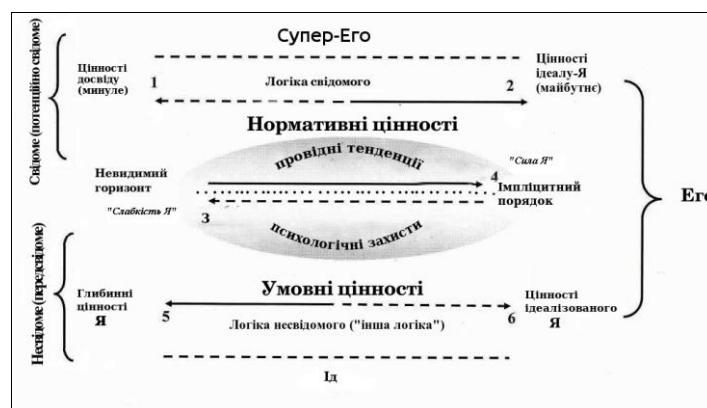 Супер-Его
Свідоме (потенційно свідоме)
Цінності
досвіду
(минуле)
1
Логіка свідомого
2
Цінності
ідеалу-Я
(майбутнє)
Нормативні цінності
провідні тенденції
Невидимий
горизонт
4
"Сила Я"
Імпліцитний
порядок
"Слабкість Я"
3
психологічні захисти
Его
Несвідоме (передсвідоме)
Умовні цінності
Глибинні
цінності
Я
5
6
Цінності
ідеалізованого
Я
Логіка несвідомого ("інша логіка")
Ід